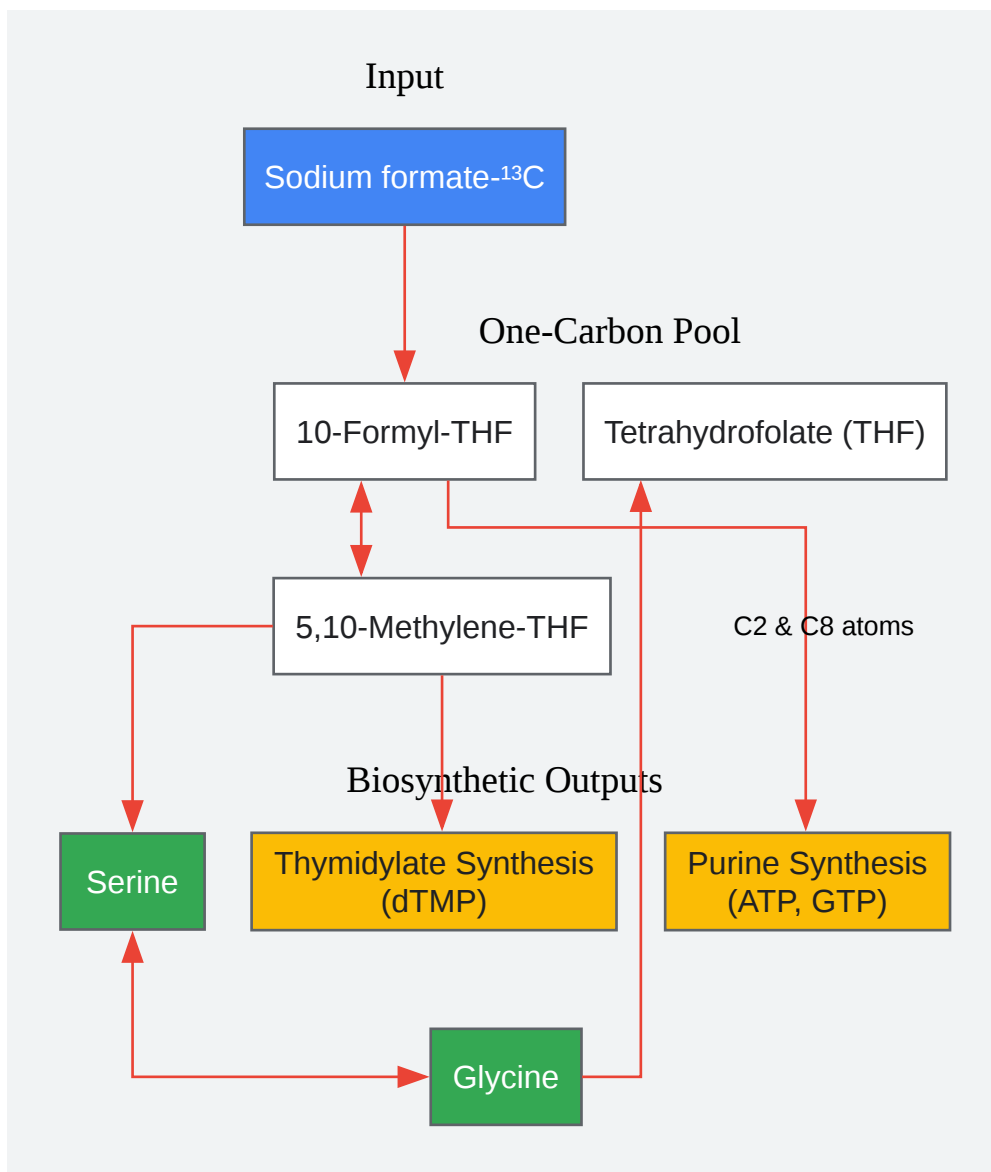 Input
Sodium formate-¹³C
One-Carbon Pool
10-Formyl-THF
Tetrahydrofolate (THF)
5,10-Methylene-THF
C2 & C8 atoms
Biosynthetic Outputs
Serine
Thymidylate Synthesis
(dTMP)
Purine Synthesis
(ATP, GTP)
Glycine